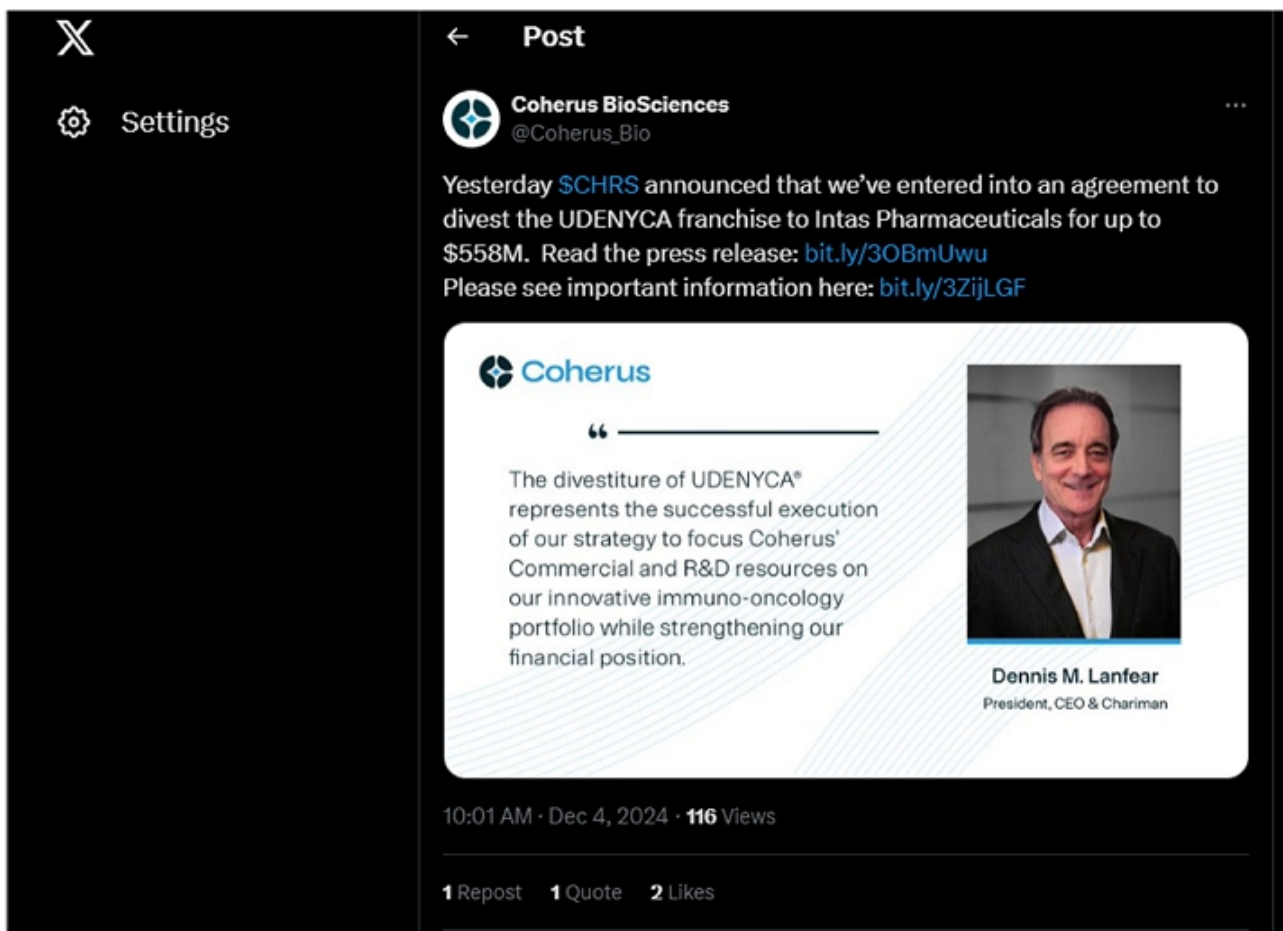 Settings
← Post
Coherus BioSciences
@Coherus_Bio
Yesterday $CHRS announced that we've entered into an agreement to
divest the UDENYCA franchise to Intas Pharmaceuticals for up to
$558M.  Read the press release: bit.ly/3OBmUwu
Please see important information here: bit.ly/3ZijLGF
Coherus
“
The divestiture of UDENYCA®
represents the successful execution
of our strategy to focus Coherus'
Commercial and R&D resources on
our innovative immuno-oncology
portfolio while strengthening our
financial position.
Dennis M. Lanfear
President, CEO & Chariman
10:01 AM · Dec 4, 2024 · 116 Views
1 Repost 1 Quote 2 Likes